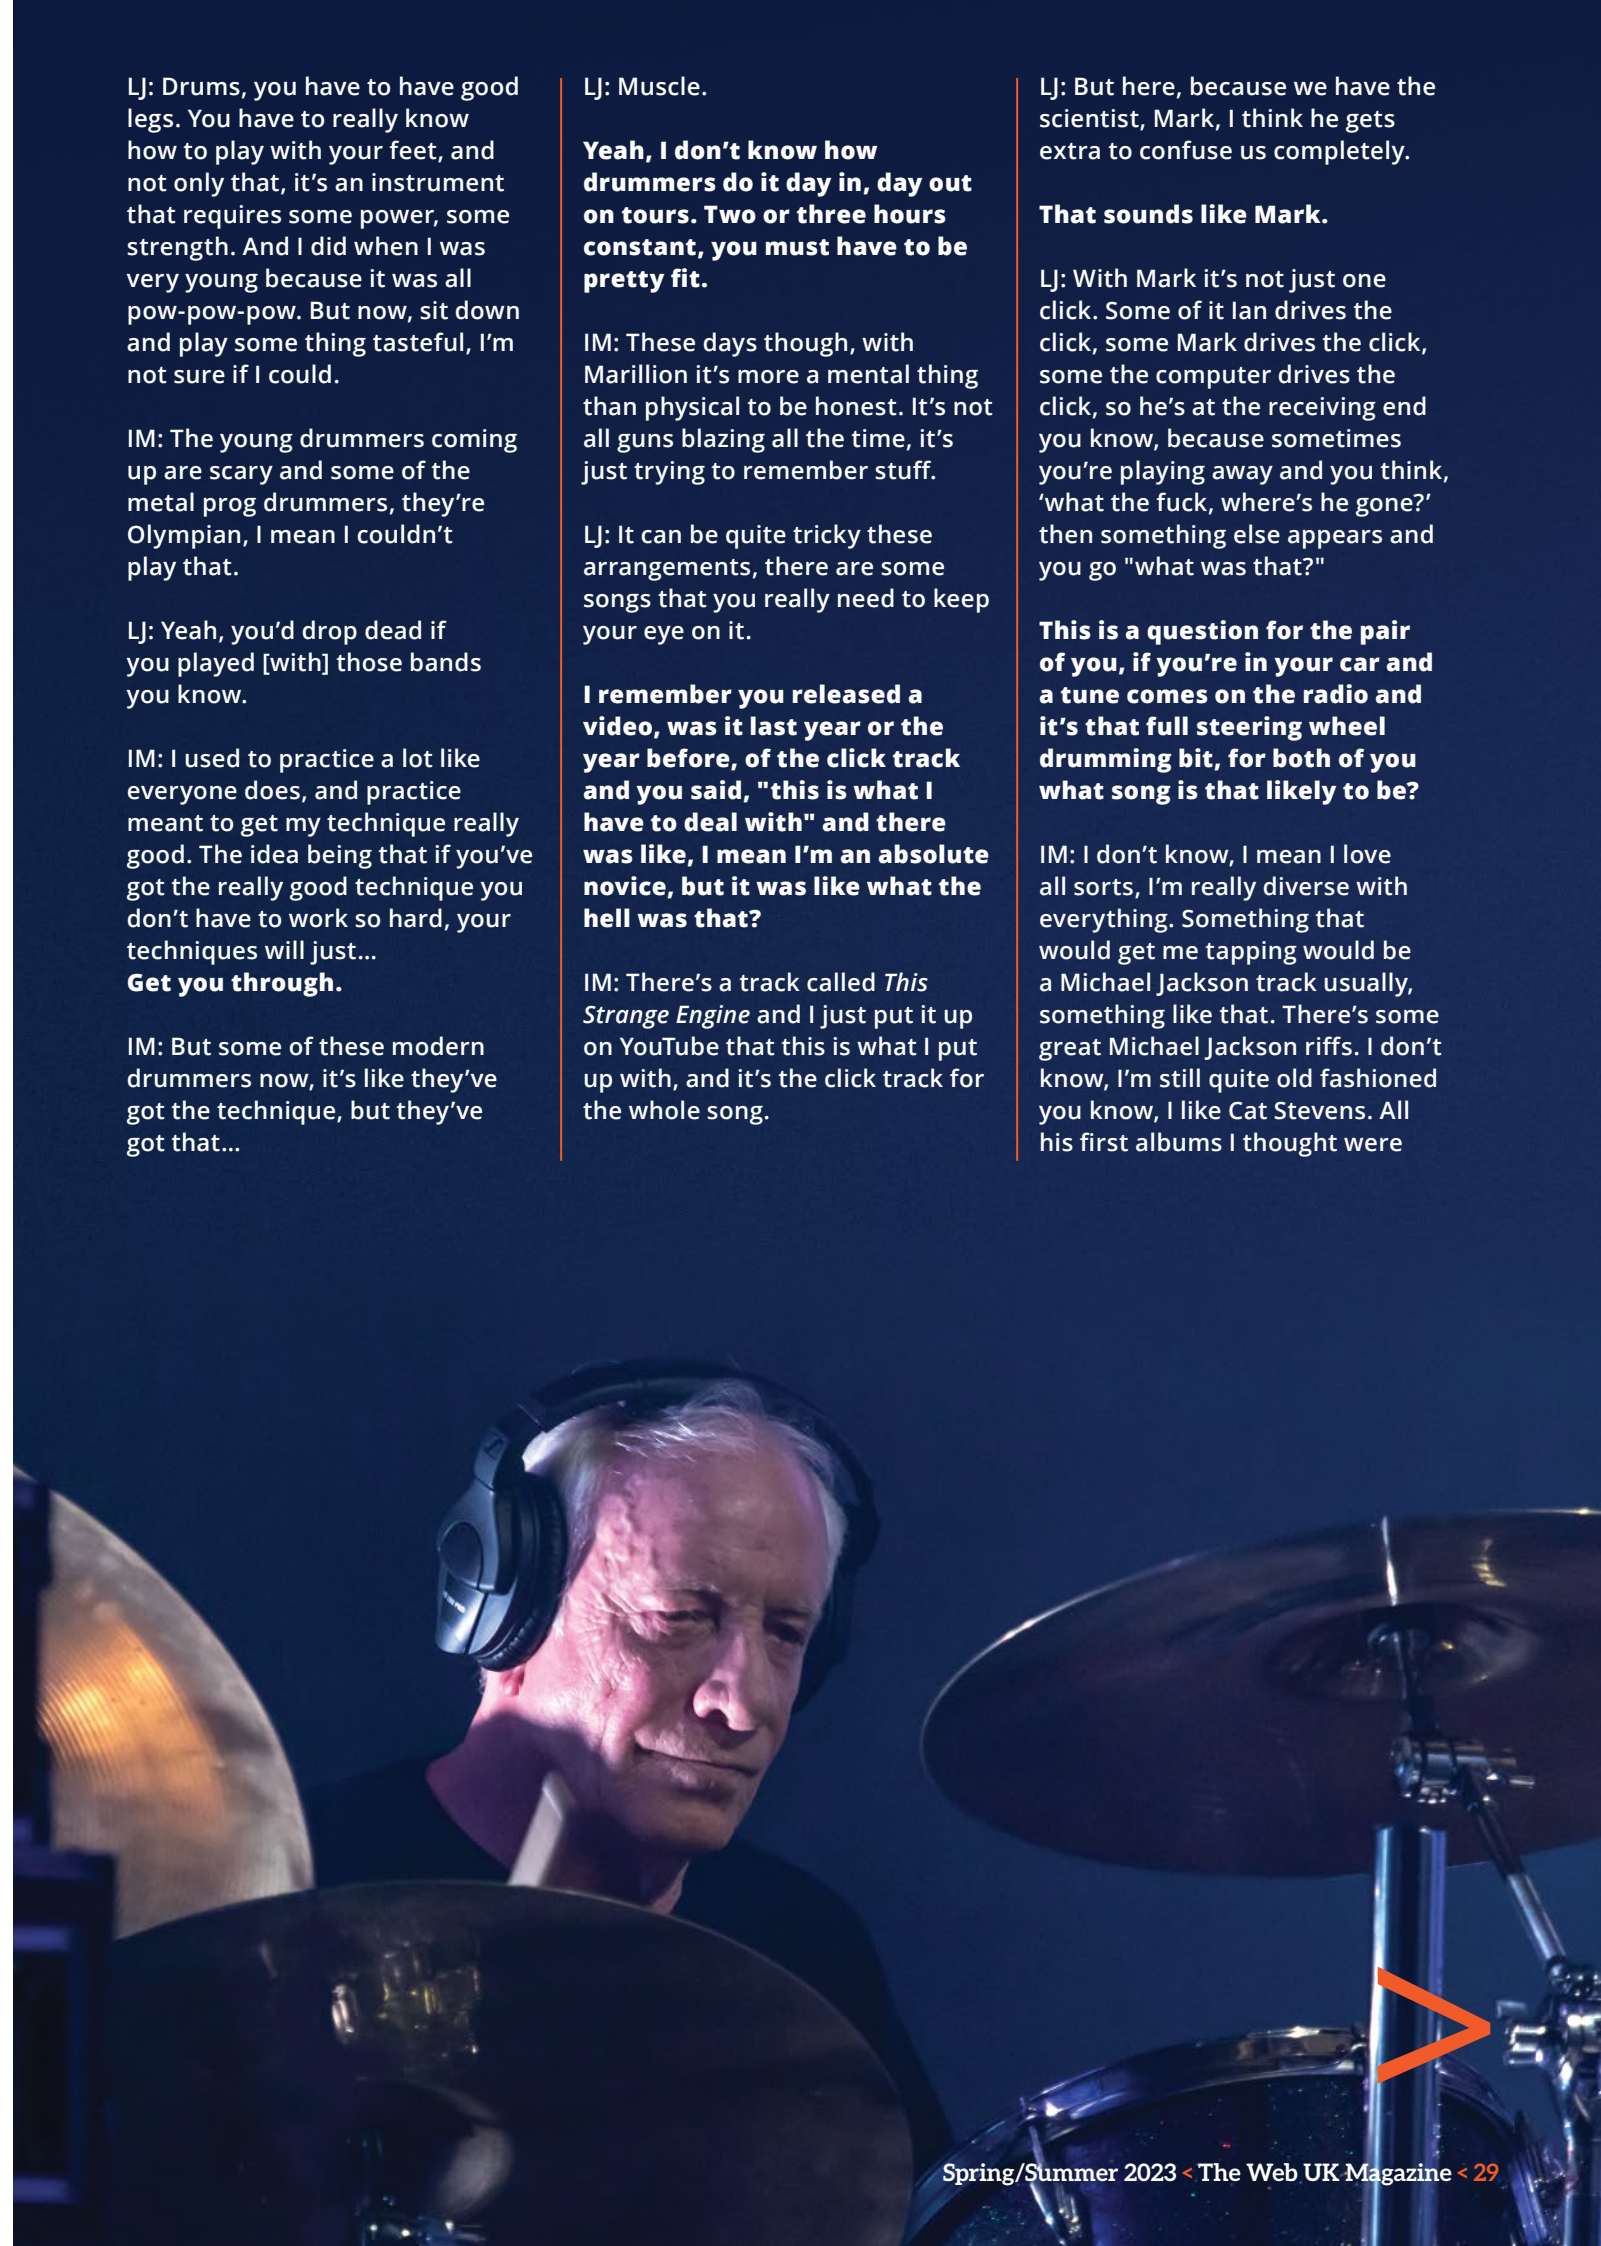 LJ: Drums, you have to have good
legs. You have to really know
how to play with your feet, and
not only that, it’s an instrument
that requires some power, some
strength. And I did when I was
very young because it was all
pow-pow-pow. But now, sit down
and play some thing tasteful, I’m
not sure if I could.
IM: The young drummers coming
up are scary and some of the
metal prog drummers, they’re
Olympian, I mean I couldn’t
play that.
LJ: Yeah, you’d drop dead if
you played [with] those bands
you know.
IM: I used to practice a lot like
everyone does, and practice
meant to get my technique really
good. The idea being that if you’ve
got the really good technique you
don’t have to work so hard, your
techniques will just...
Get you through.
IM: But some of these modern
drummers now, it’s like they’ve
got the technique, but they’ve
got that...
LJ: Muscle.
Yeah, I don’t know how
drummers do it day in, day out
on tours. Two or three hours
constant, you must have to be
pretty fit.
IM: These days though, with
Marillion it’s more a mental thing
than physical to be honest. It’s not
all guns blazing all the time, it’s
just trying to remember stuff.
LJ: It can be quite tricky these
arrangements, there are some
songs that you really need to keep
your eye on it.
I remember you released a
video, was it last year or the
year before, of the click track
and you said, "this is what I
have to deal with" and there
was like, I mean I’m an absolute
novice, but it was like what the
hell was that?
IM: There’s a track called This
Strange Engine and I just put it up
on YouTube that this is what I put
up with, and it’s the click track for
the whole song.
LJ: But here, because we have the
scientist, Mark, I think he gets
extra to confuse us completely.
That sounds like Mark.
LJ: With Mark it’s not just one
click. Some of it Ian drives the
click, some Mark drives the click,
some the computer drives the
click, so he’s at the receiving end
you know, because sometimes
you’re playing away and you think,
‘what the fuck, where’s he gone?’
then something else appears and
you go "what was that?"
This is a question for the pair
of you, if you’re in your car and
a tune comes on the radio and
it’s that full steering wheel
drumming bit, for both of you
what song is that likely to be?
IM: I don’t know, I mean I love
all sorts, I’m really diverse with
everything. Something that
would get me tapping would be
a Michael Jackson track usually,
something like that. There’s some
great Michael Jackson riffs. I don’t
know, I’m still quite old fashioned
you know, I like Cat Stevens. All
his first albums I thought were
>
Spring/Summer 2023 < The Web UK Magazine < 29